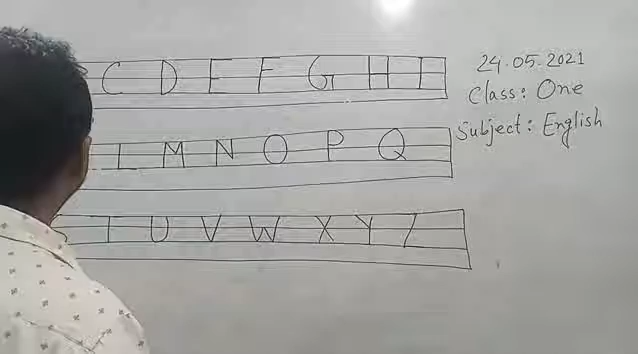 C D E F G H I
L M N O P Q
S T U V W X Y Z
24.05.2021
Class: One
Subject: English